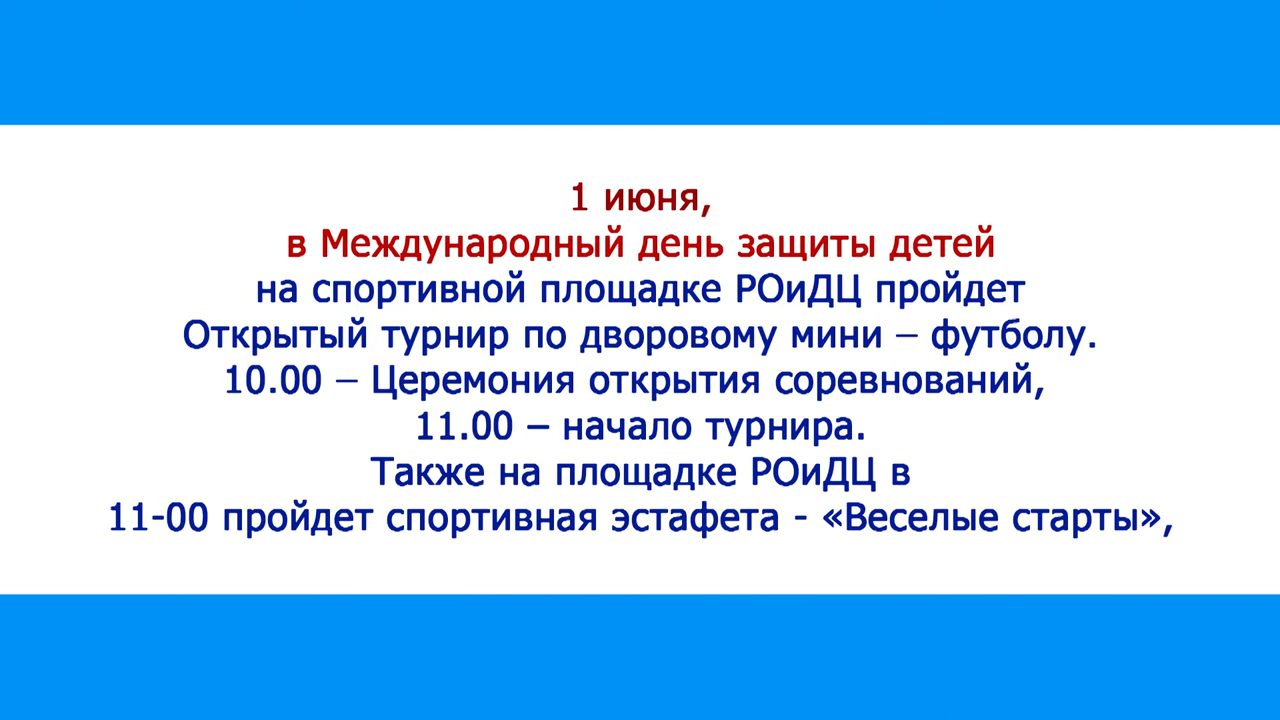 1 июня,
в Международный день защиты детей
на спортивной площадке РОиДЦ пройдет
Открытый турнир по дворовому мини – футболу.
10.00 – Церемония открытия соревнований,
11.00 – начало турнира.
Также на площадке РОиДЦ в
11-00 пройдет спортивная эстафета - «Веселые старты»,